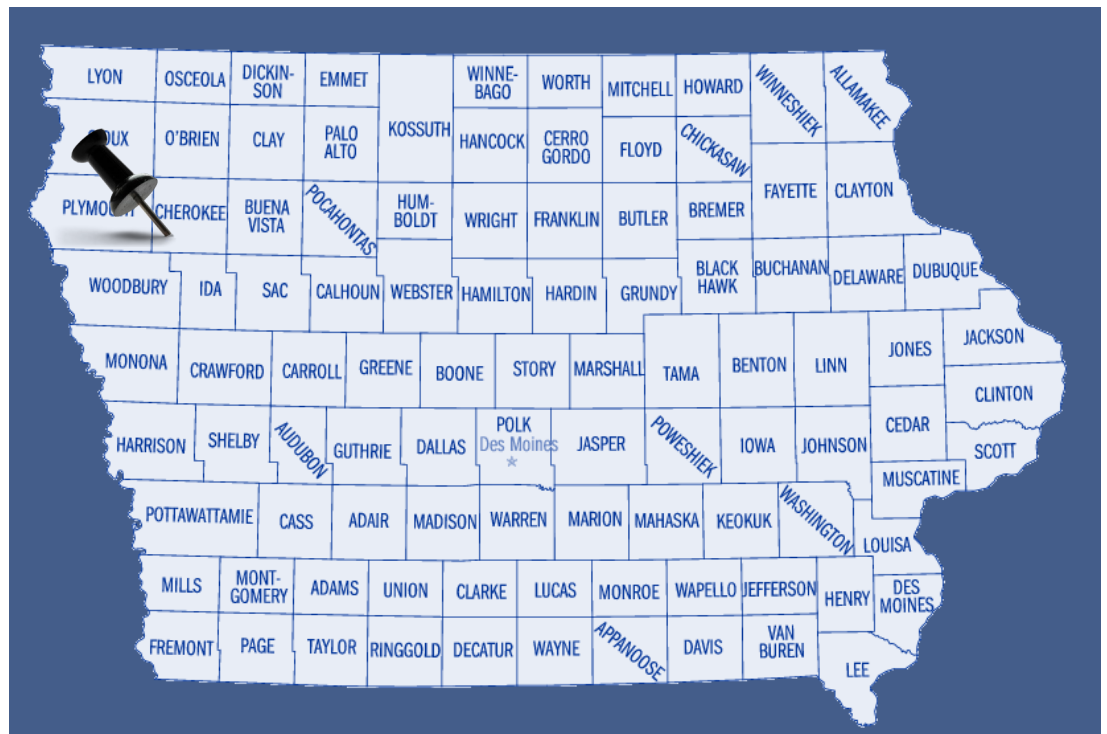 LYON
OSCEOLA
DICKIN-
SON
EMMET
WINNE-
BAGO
WORTH
MITCHELL
HOWARD
WINNESHIEK
ALLAMAKEE
SIOUX
O'BRIEN
CLAY
PALO
ALTO
KOSSUTH
HANCOCK
CERRO
GORDO
FLOYD
CHICKASAW
FAYETTE
CLAYTON
PLYMOUTH
CHEROKEE
BUENA
VISTA
POCAHONTAS
HUM-
BOLDT
WRIGHT
FRANKLIN
BUTLER
BREMER
WOODBURY
IDA
SAC
CALHOUN
WEBSTER
HAMILTON
HARDIN
GRUNDY
BLACK
HAWK
BUCHANAN
DELAWARE
DUBUQUE
MONONA
CRAWFORD
CARROLL
GREENE
BOONE
STORY
MARSHALL
TAMA
BENTON
LINN
JONES
JACKSON
CLINTON
HARRISON
SHELBY
AUDUBON
GUTHRIE
DALLAS
POLK
Des Moines
JASPER
POWESHIEK
IOWA
JOHNSON
CEDAR
SCOTT
MUSCATINE
POTTAWATTAMIE
CASS
ADAIR
MADISON
WARREN
MARION
MAHASKA
KEOKUK
WASHINGTON
LOUISA
MILLS
MONT-
GOMERY
ADAMS
UNION
CLARKE
LUCAS
MONROE
WAPELLO
JEFFERSON
HENRY
DES
MOINES
FREMONT
PAGE
TAYLOR
RINGGOLD
DECATUR
WAYNE
APPANOOSE
DAVIS
VAN
BUREN
LEE